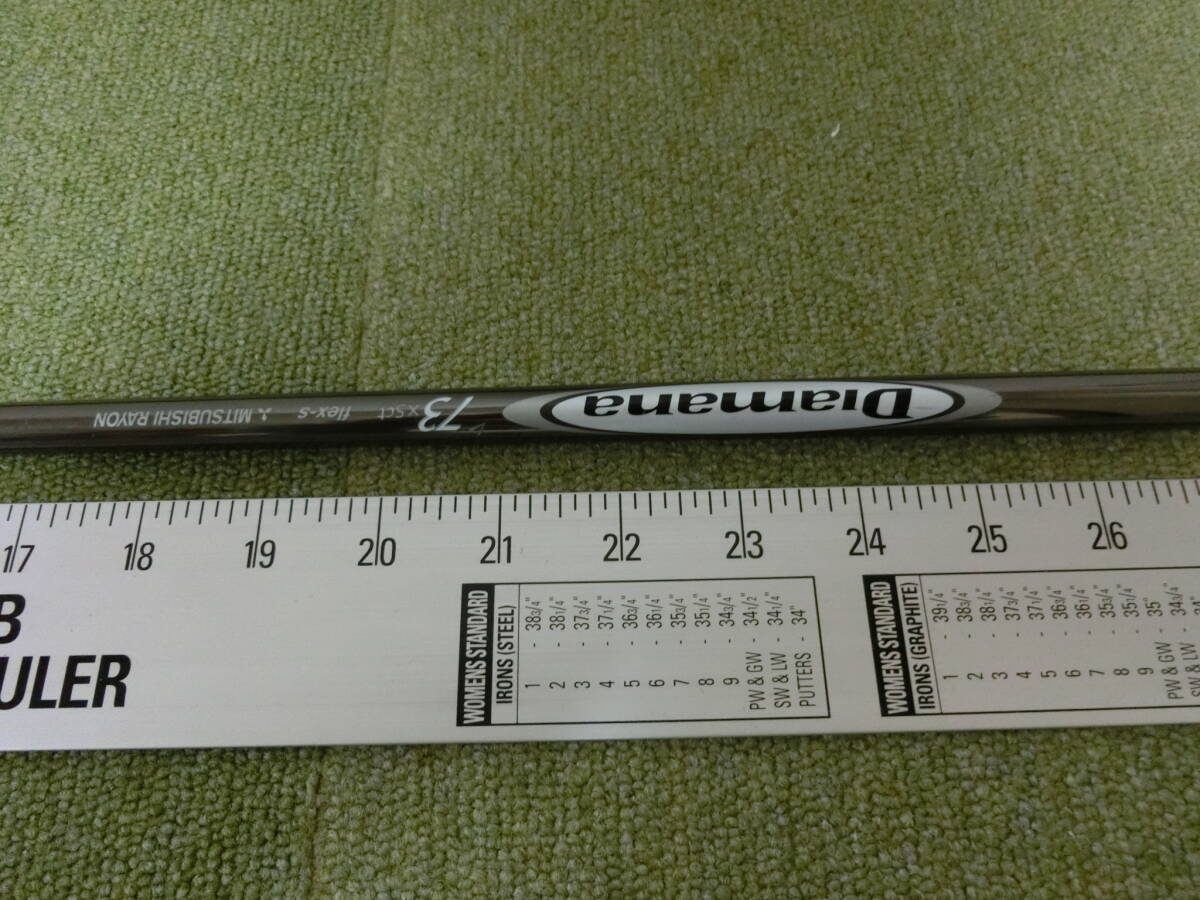 Diamana
73 x5ct
flex-s
MITSUBISHI RAYON
17 18 19 20 21 22 23 24 25 26
B
ULER
WOMENS STANDARD
IRONS (STEEL)
1 - 38 3/4"
2 - 38 1/4"
3 - 37 3/4"
4 - 37 1/4"
5 - 36 3/4"
6 - 36 1/4"
7 - 35 3/4"
8 - 35 1/4"
9 - 34 3/4"
PW & GW - 34 1/2"
SW & LW - 34 1/4"
PUTTERS - 34"
WOMENS STANDARD
IRONS (GRAPHITE)
1 - 39 1/4"
2 - 38 3/4"
3 - 38 1/4"
4 - 37 3/4"
5 - 37 1/4"
6 - 36 3/4"
7 - 36 1/4"
8 - 35 3/4"
9 - 35 1/4"
PW & GW - 35"
SW & LW - 34 3/4"